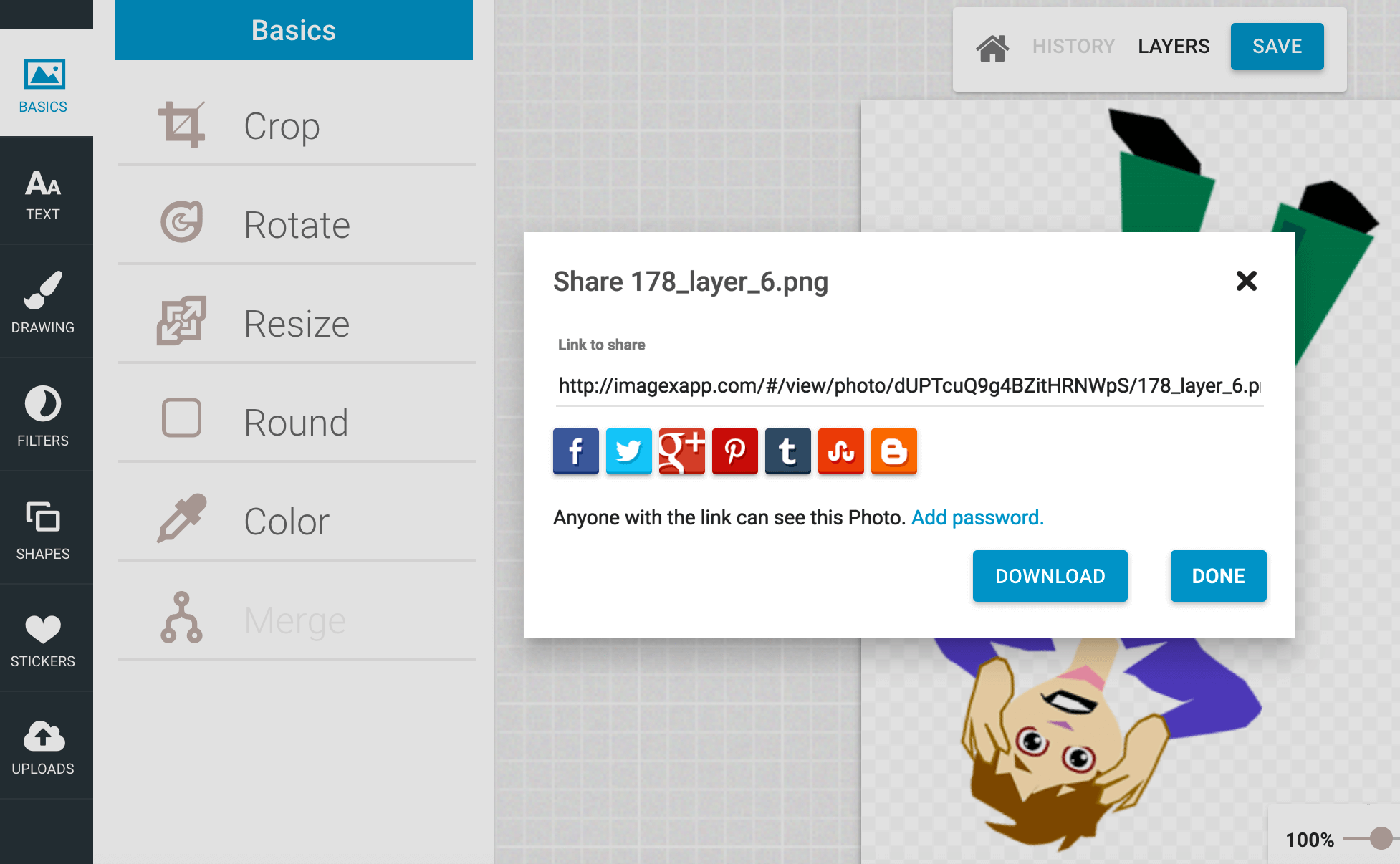 BASICS
TEXT
DRAWING
FILTERS
SHAPES
STICKERS
UPLOADS
Basics
Crop
Rotate
Resize
Round
Color
Merge
HISTORY LAYERS SAVE
Share 178_layer_6.png
Link to share
http://imagexapp.com/#/view/photo/dUPTcuQ9g4BZitHRNWpS/178_layer_6.p
Anyone with the link can see this Photo. Add password.
DOWNLOAD DONE
100%